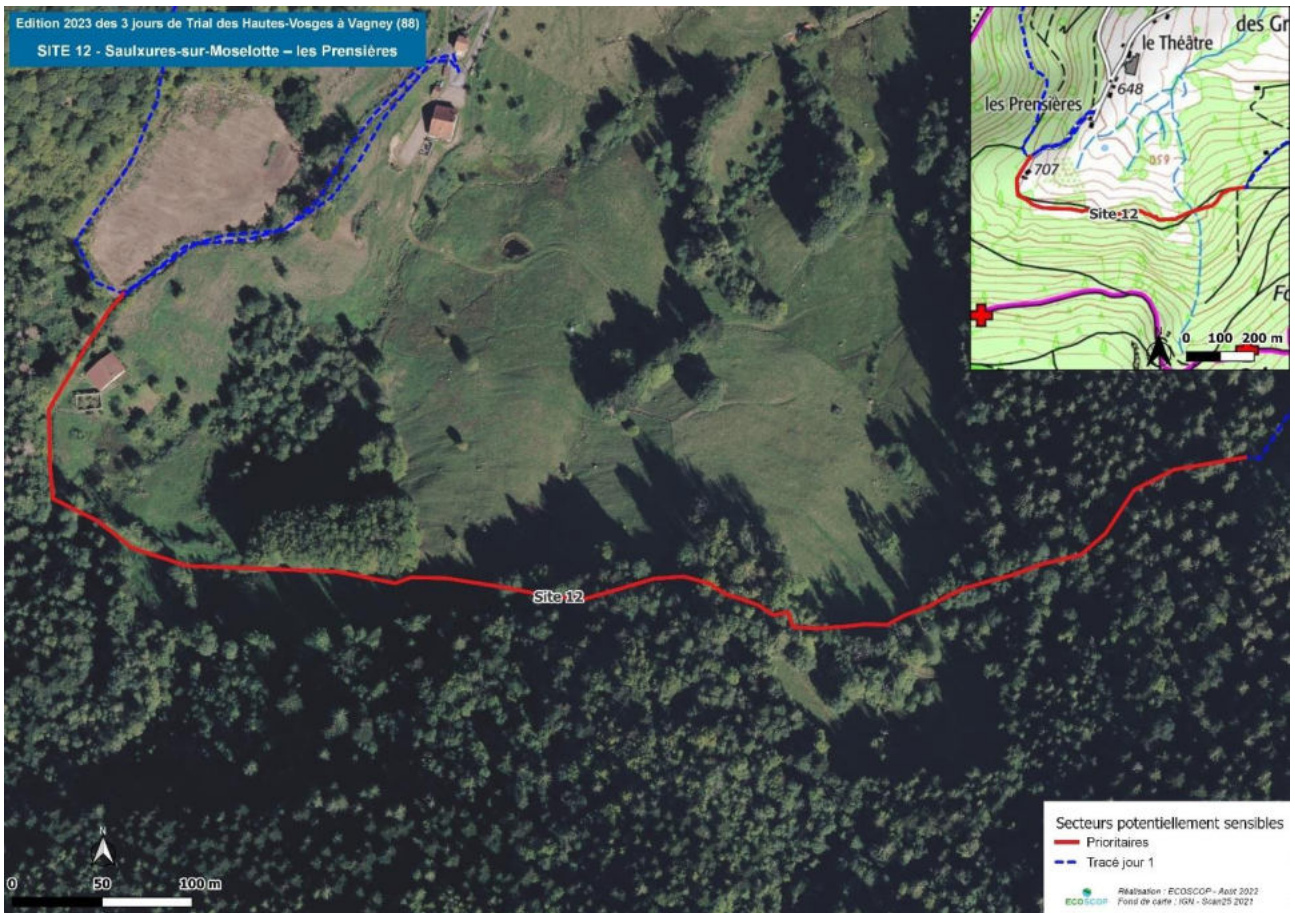 Edition 2023 des 3 jours de Trial des Hautes-Vosges à Vagney (88)
SITE 12 - Saulxures-sur-Moselotte – les Prensières
des Gr
le Théâtre
648
les Prensières
059
707
Site 12
Fo
0 100 200 m
Site 12
N
0 50 100 m
Secteurs potentiellement sensibles
Prioritaires
Tracé jour 1
ECOSCOP
Réalisation : ECOSCOP - Août 2022
Fond de carte : IGN - Scan25 2021